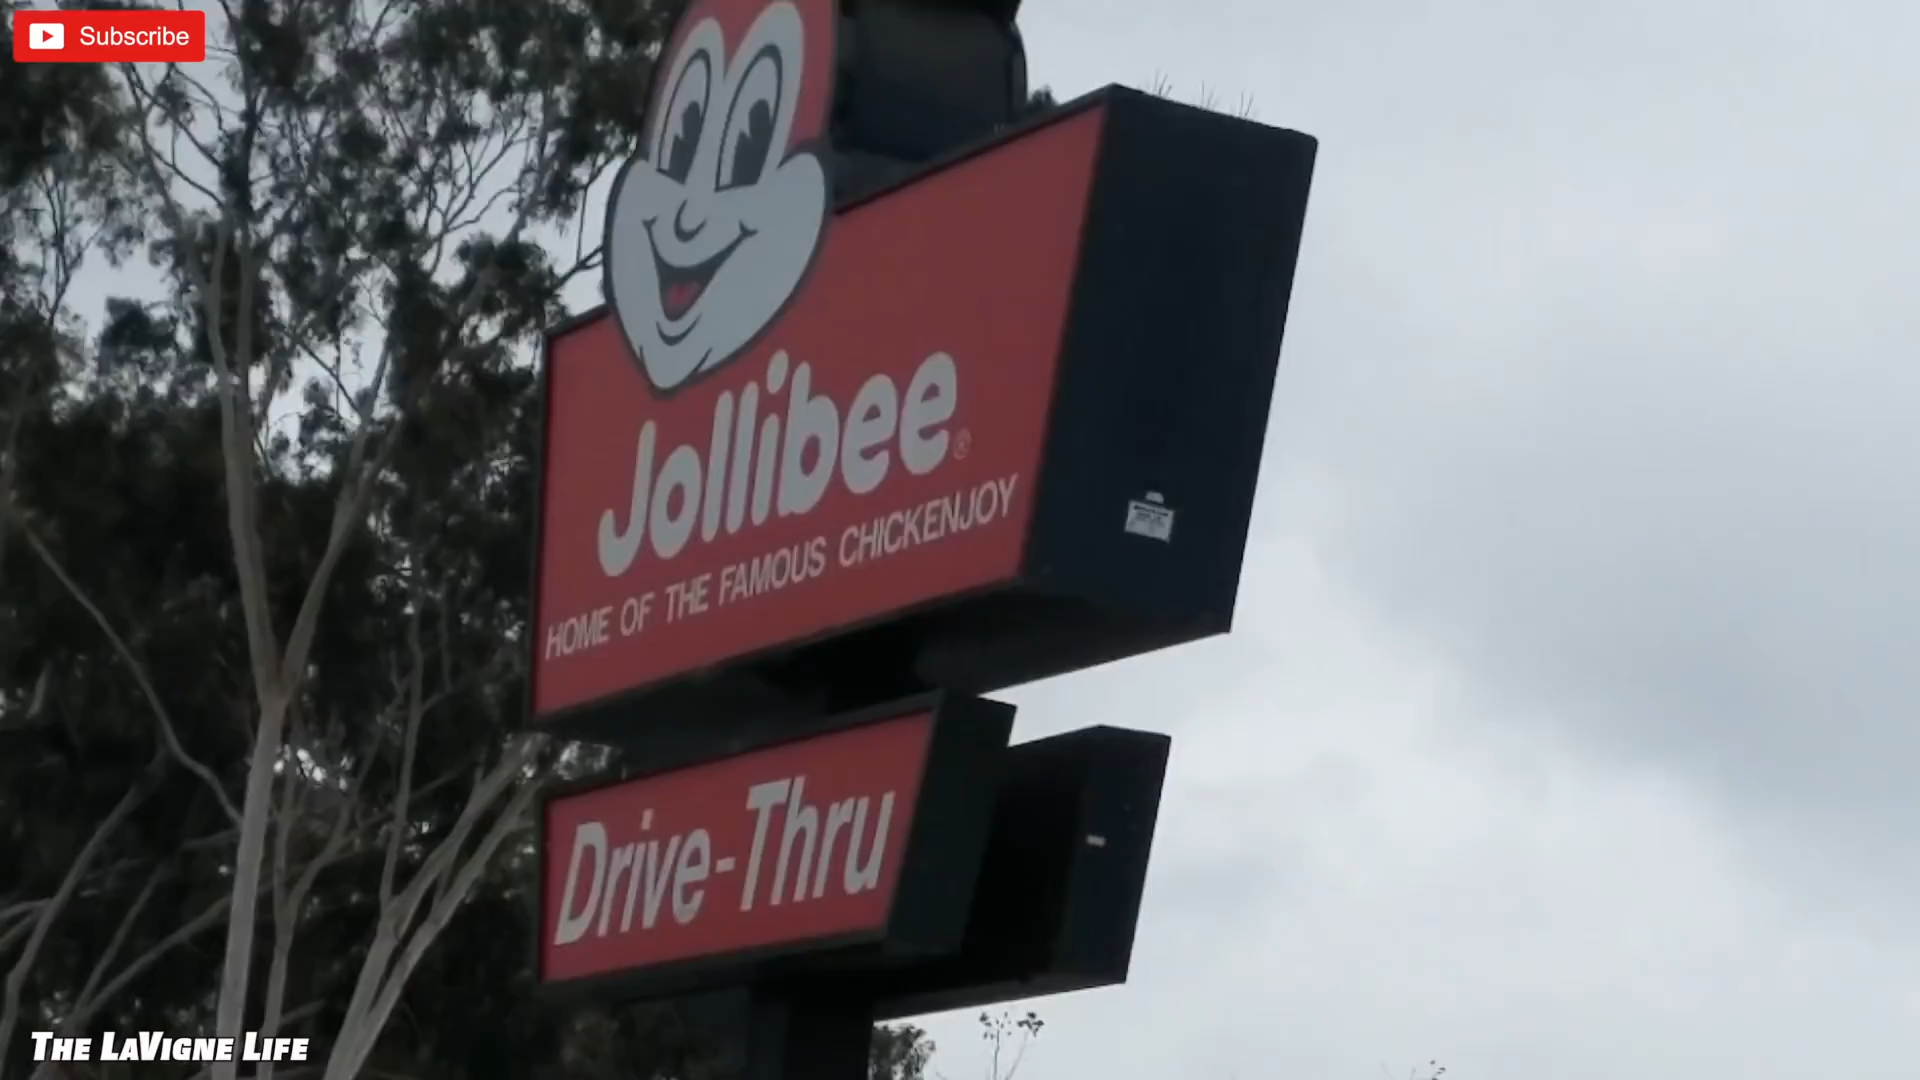 Subscribe
Jollibee®
HOME OF THE FAMOUS CHICKENJOY
Drive-Thru
THE LAVIGNE LIFE